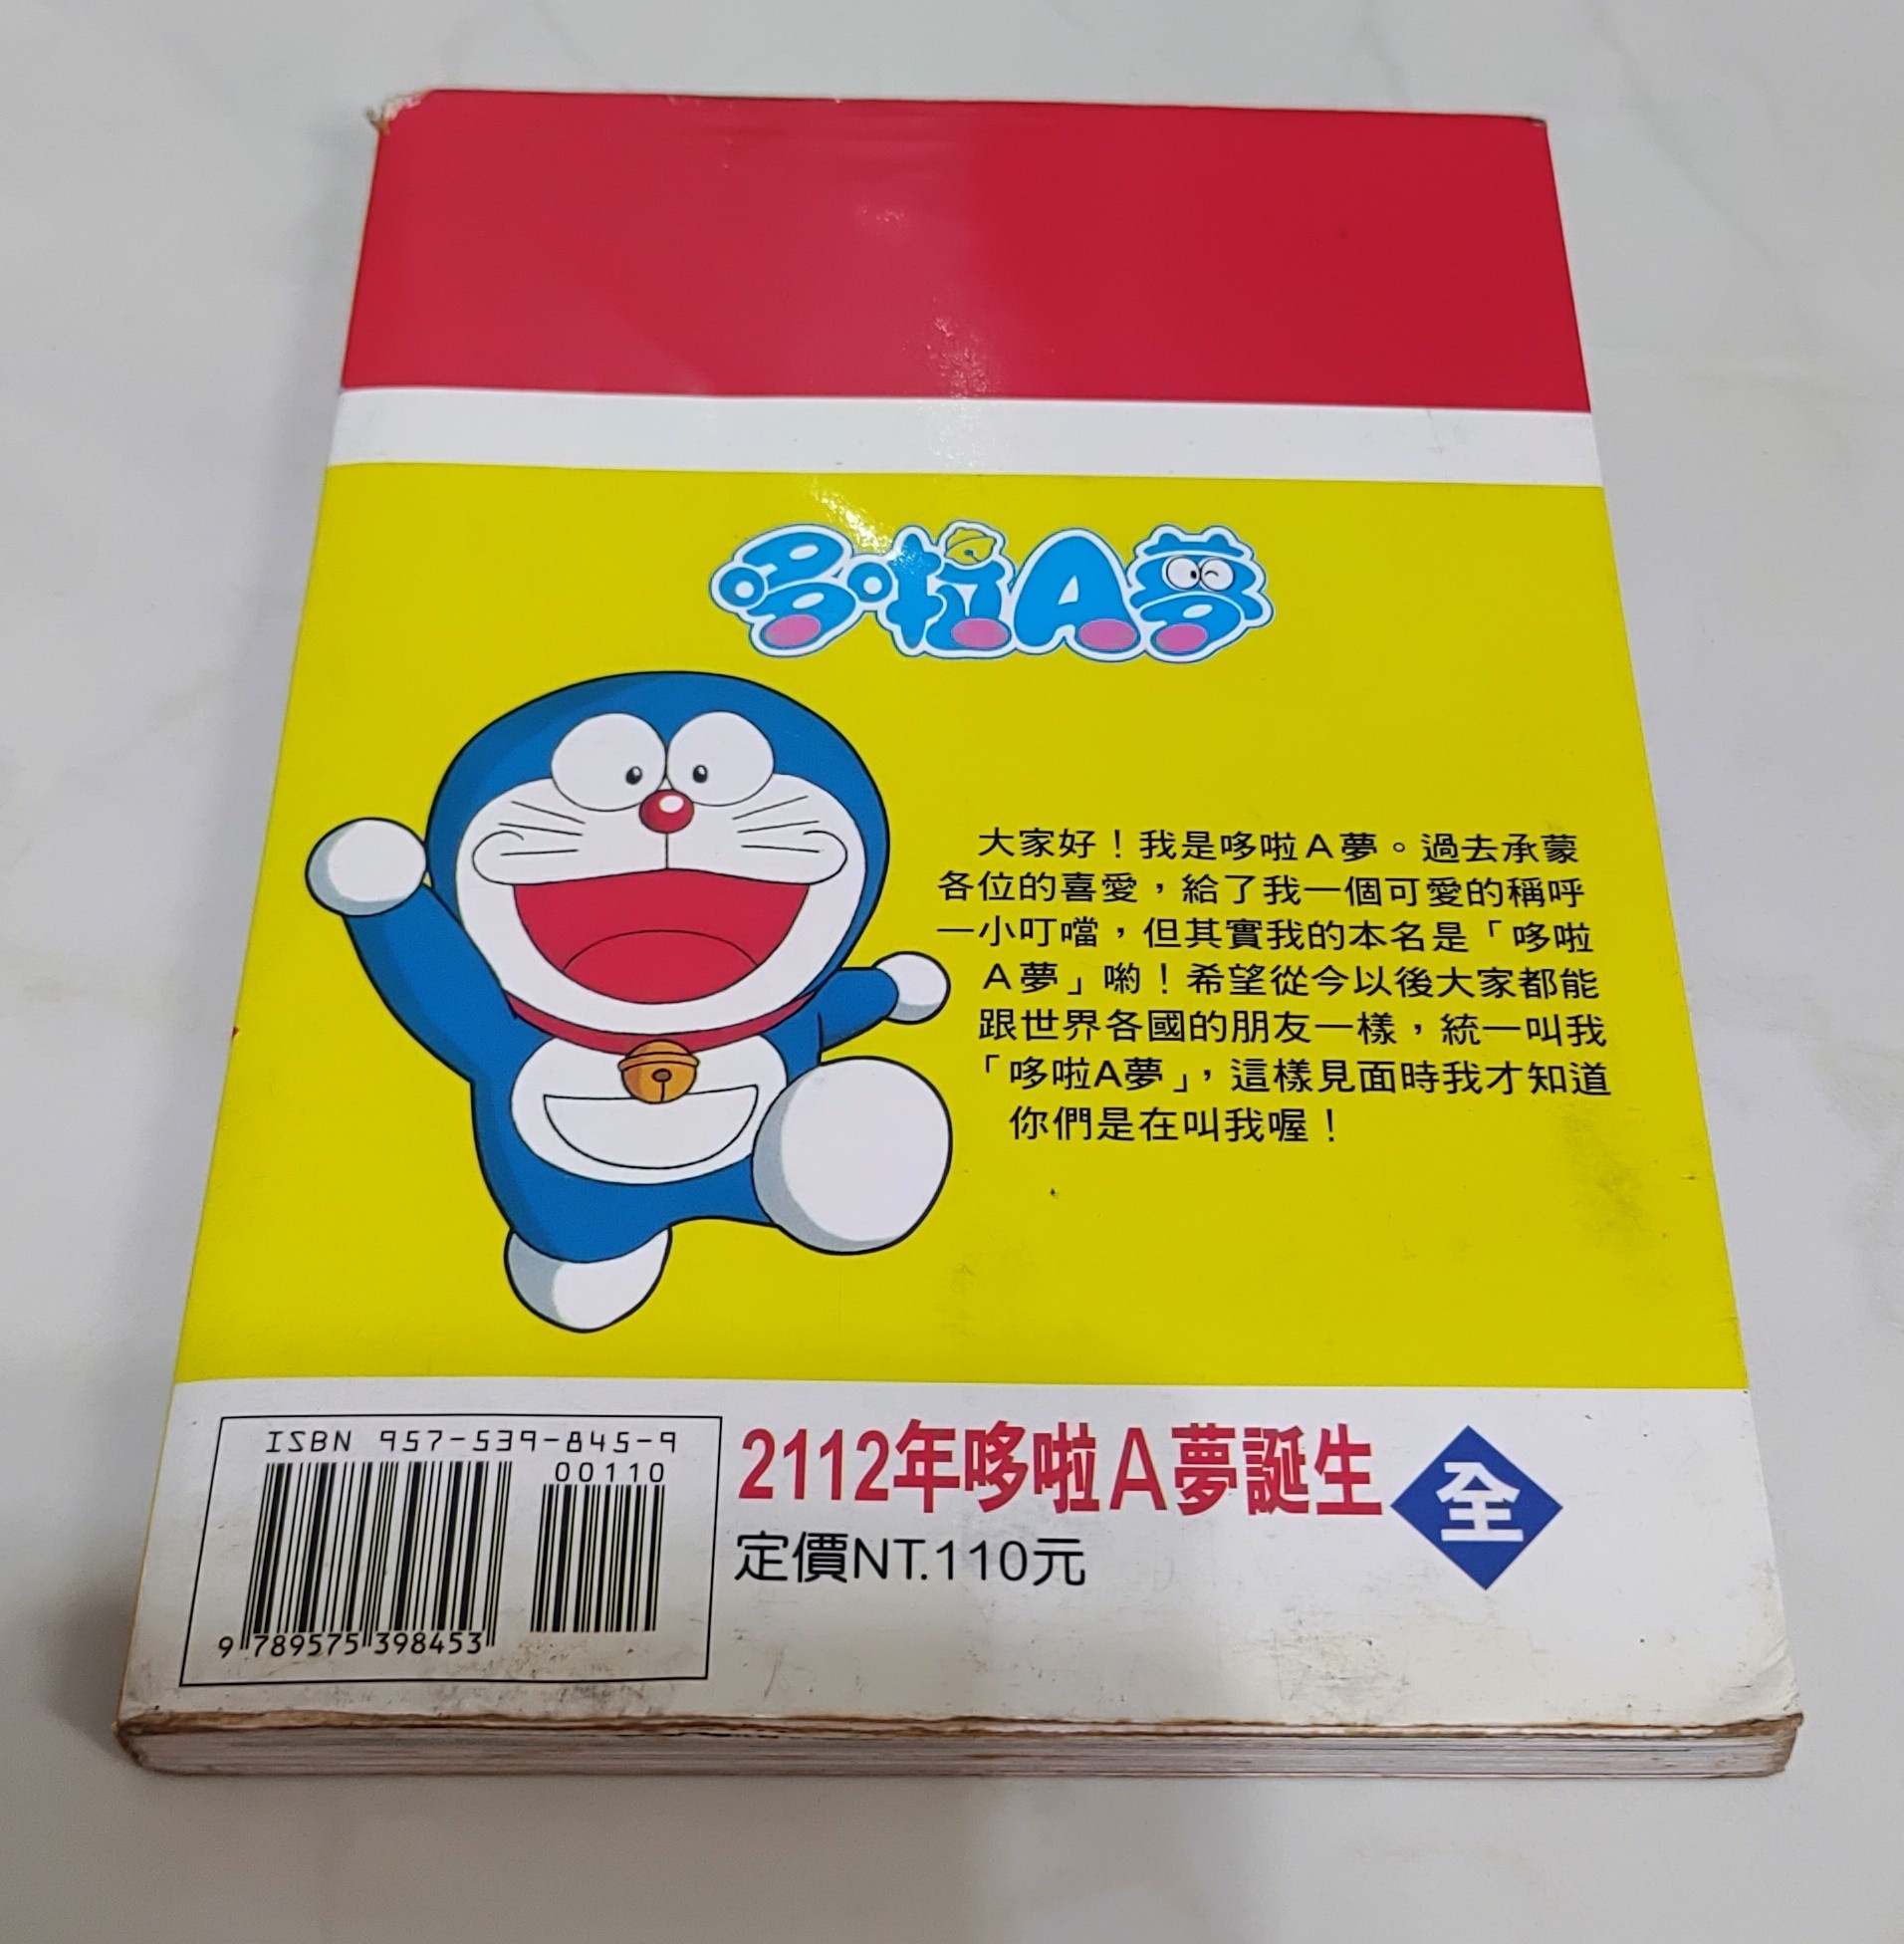 哆啦A夢
大家好！我是哆啦A夢。過去承蒙
各位的喜愛，給了我一個可愛的稱呼
—小叮噹，但其實我的本名是「哆啦
A夢」喲！希望從今以後大家都能
跟世界各國的朋友一樣，統一叫我
「哆啦A夢」，這樣見面時我才知道
你們是在叫我喔！
ISBN 957-539-845-9
00110
9 789575 398453
2112年哆啦A夢誕生 全
定價NT.110元